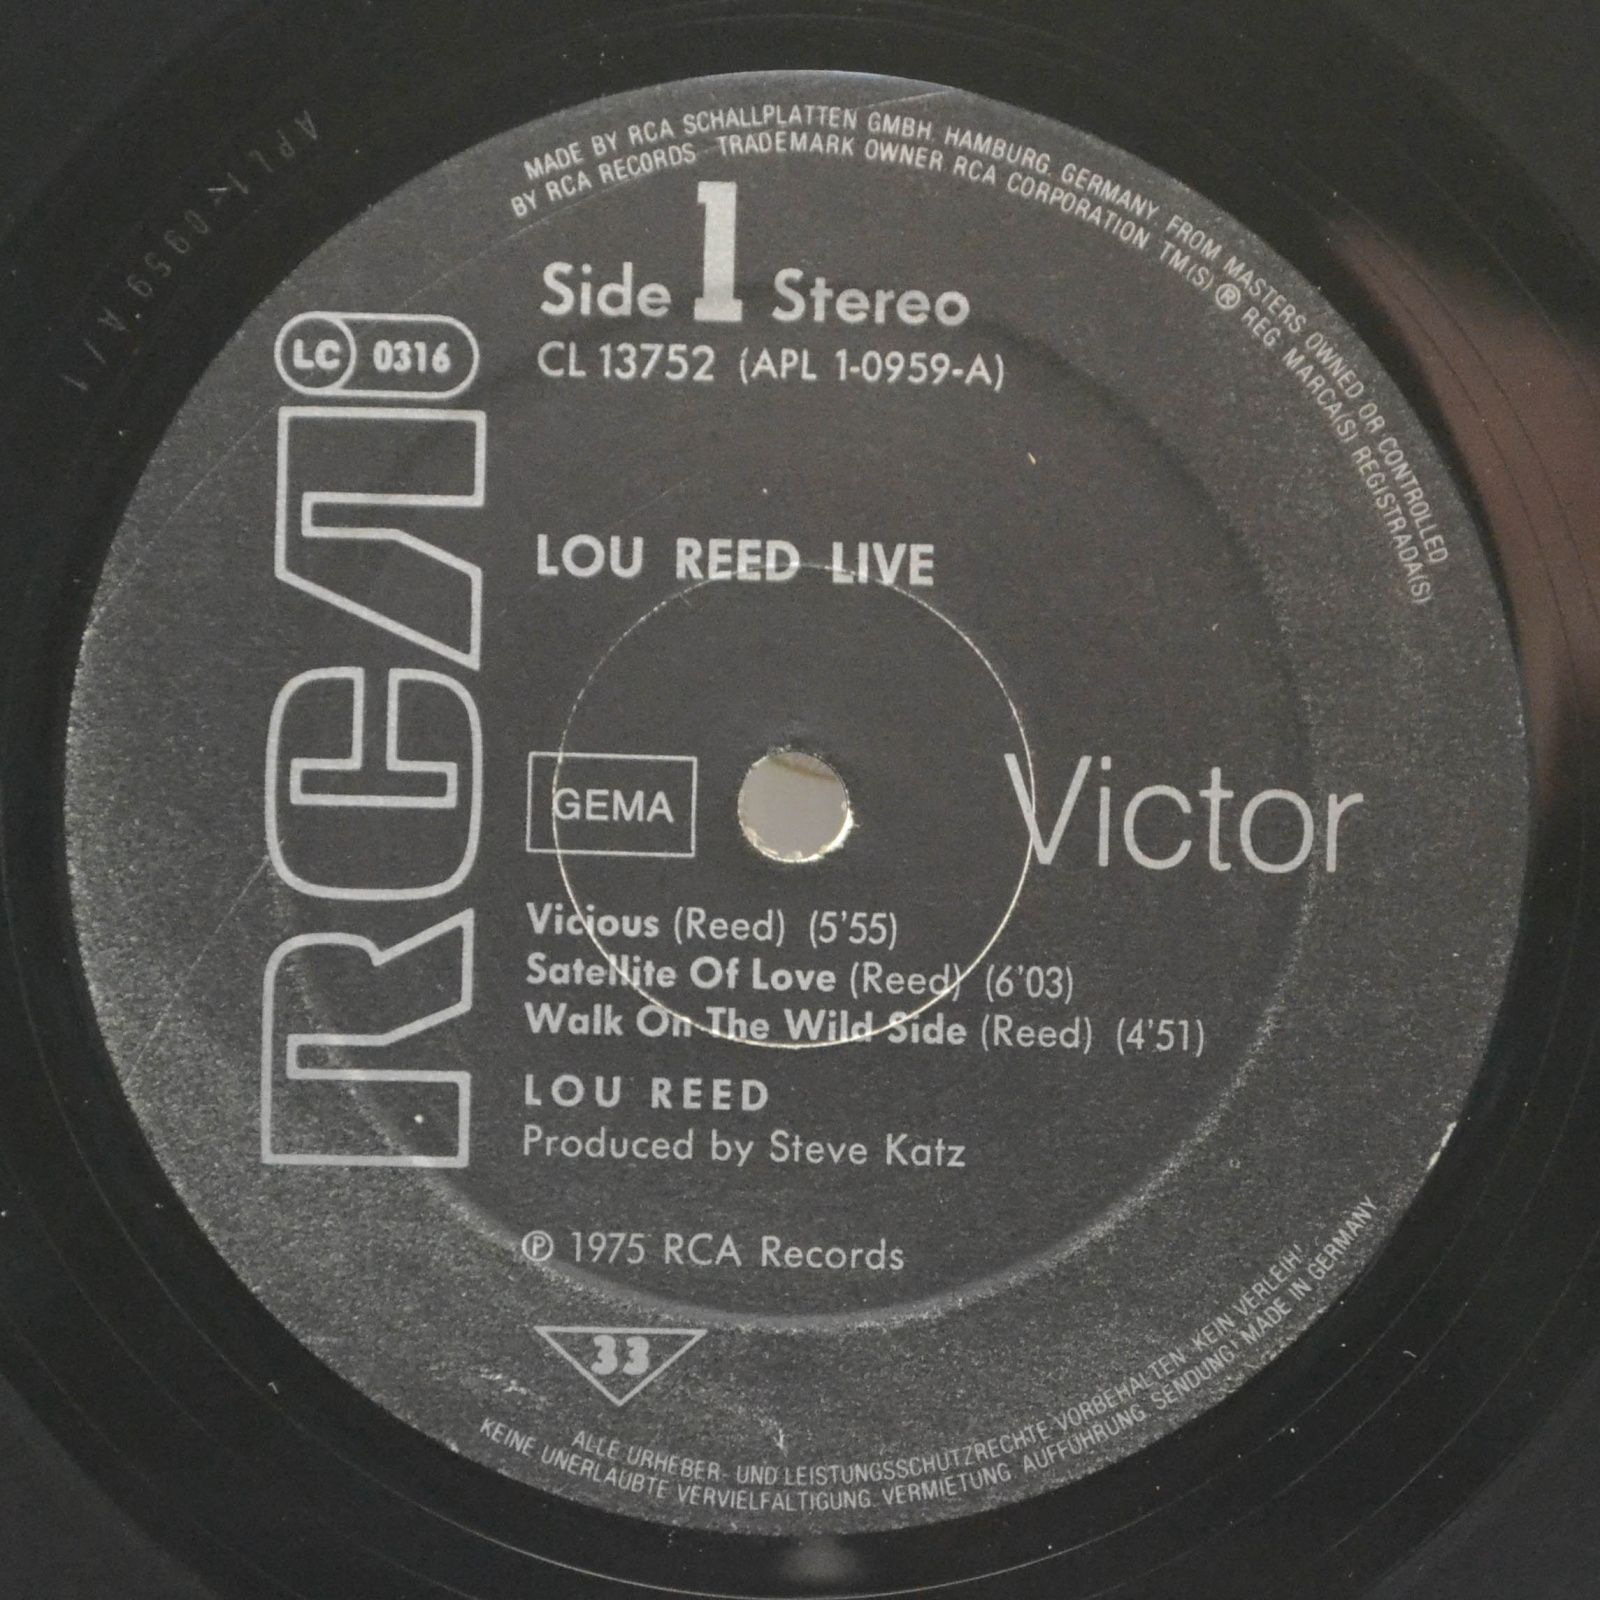 MADE BY RCA SCHALLPLATTEN GMBH. HAMBURG. GERMANY. FROM MASTERS OWNED OR CONTROLLED
BY RCA RECORDS TRADEMARK OWNER RCA CORPORATION TM(S) ® REG. MARCA(S) REGISTRADA(S)
Side 1 Stereo
CL 13752 (APL 1-0959-A)
LC 0316
RCA
LOU REED LIVE
GEMA
Victor
Vicious (Reed) (5'55)
Satellite Of Love (Reed) (6'03)
Walk On The Wild Side (Reed) (4'51)
LOU REED
Produced by Steve Katz
℗ 1975 RCA Records
33
ALLE URHEBER- UND LEISTUNGSSCHUTZRECHTE VORBEHALTEN. KEIN VERLEIH!
KEINE UNERLAUBTE VERVIELFÄLTIGUNG. VERMIETUNG. AUFFÜHRUNG. SENDUNG! MADE IN GERMANY